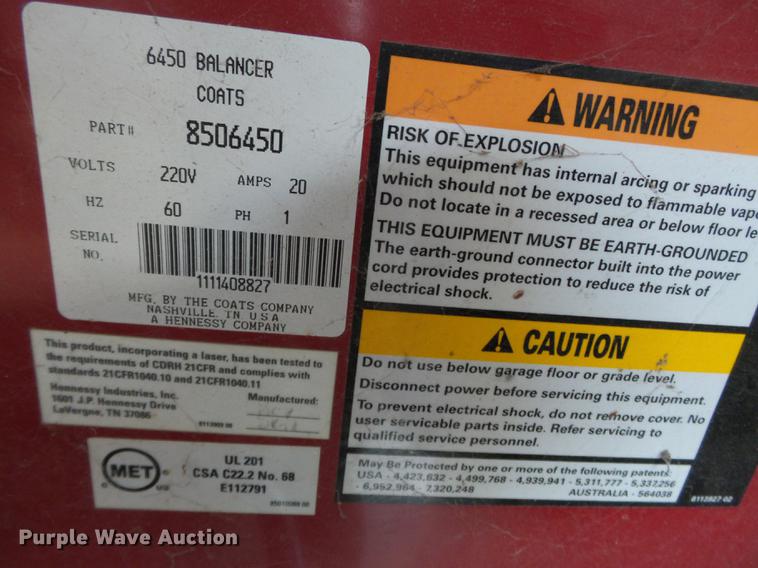 6450 BALANCER
COATS
PART# 8506450
VOLTS 220V AMPS 20
HZ 60 PH 1
SERIAL
NO.
1111408827
MFG. BY THE COATS COMPANY
NASHVILLE, TN USA
A HENNESSY COMPANY
This product, incorporating a laser, has been tested to
the requirements of CDRH 21CFR and complies with
standards 21CFR1040.10 and 21CFR1040.11
Hennessy Industries, Inc. Manufactured:
1601 J.P. Hennessy Drive
LaVergne, TN 37086
MET
us
UL 201
CSA C22.2 No. 68
E112791
WARNING
RISK OF EXPLOSION
This equipment has internal arcing or sparking
which should not be exposed to flammable vap
Do not locate in a recessed area or below floor le
THIS EQUIPMENT MUST BE EARTH-GROUNDED
The earth-ground connector built into the power
cord provides protection to reduce the risk of
electrical shock.
CAUTION
Do not use below garage floor or grade level.
Disconnect power before servicing this equipment.
To prevent electrical shock, do not remove cover. No
user servicable parts inside. Refer servicing to
qualified service personnel.
May Be Protected by one or more of the following patents:
USA - 4,423,632 - 4,499,768 - 4,939,941 - 5,311,777 - 5,337,256
- 6,952,964 - 7,320,248 AUSTRALIA - 564038
8113927 02
Purple Wave Auction